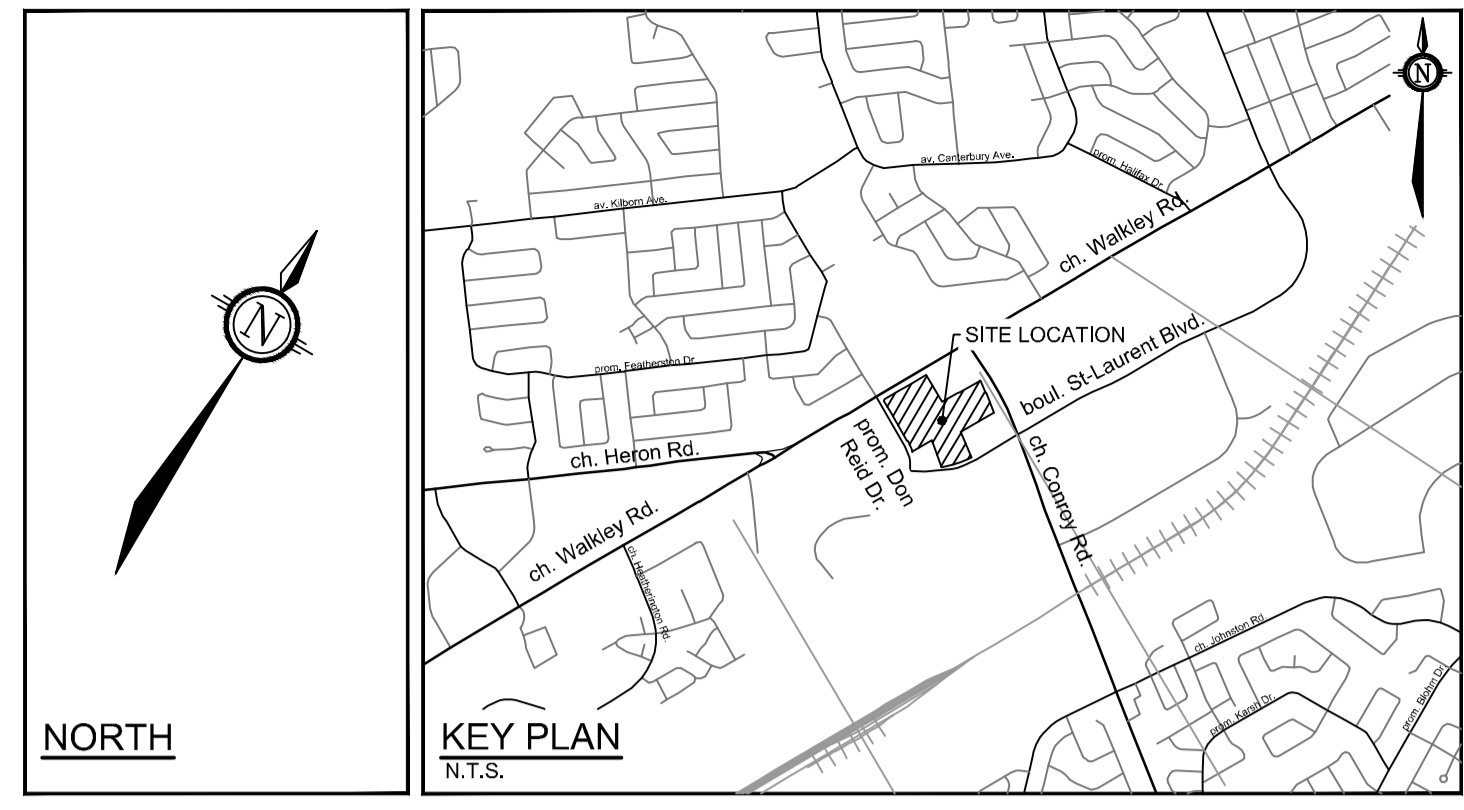 N
NORTH
N
av. Canterbury Ave.
prom. Halifax Dr.
av. Kilborn Ave.
ch. Walkley Rd.
SITE LOCATION
boul. St-Laurent Blvd.
prom. Featherston Dr.
prom. Don
Reid Dr.
ch. Heron Rd.
ch. Conroy Rd.
ch. Walkley Rd.
ch. Heatherington Rd.
ch. Johnston Rd.
prom. Karsh Dr.
prom. Blohm Dr.
KEY PLAN
N.T.S.